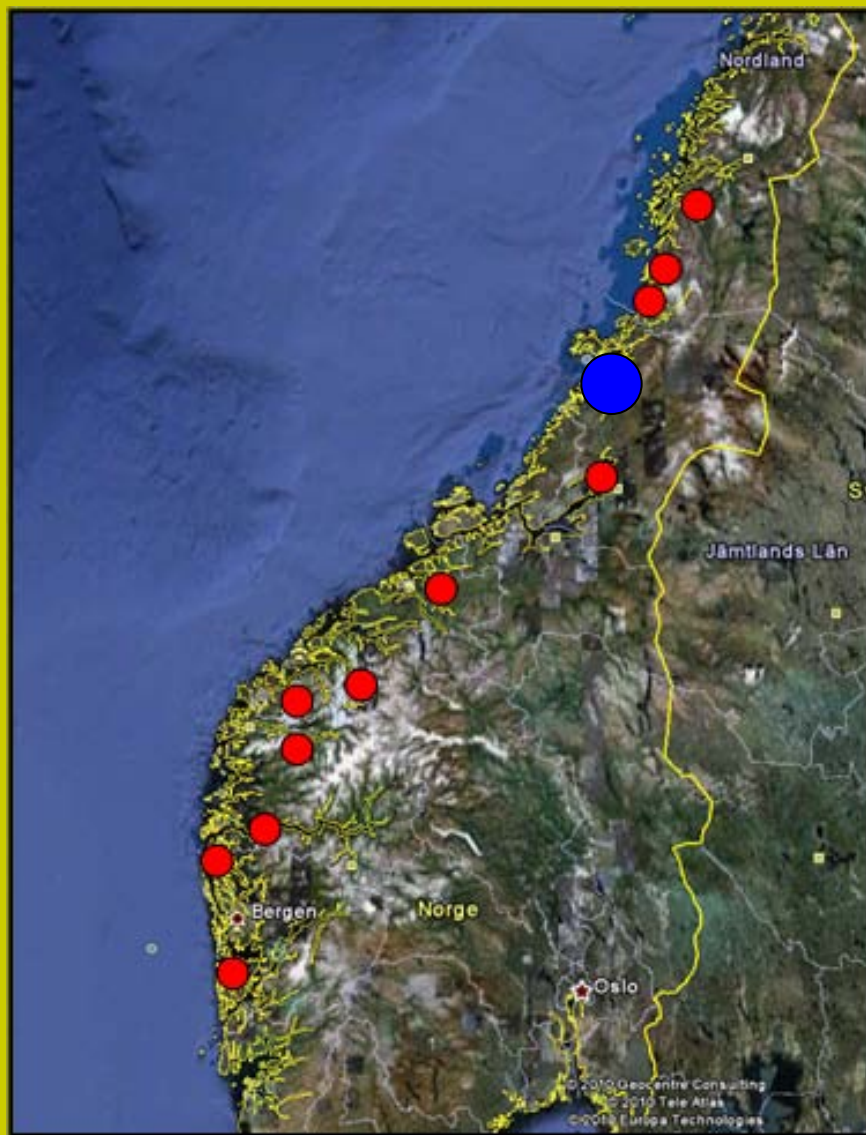 Nordland
S
Jämtlands Län
Bergen
Norge
Oslo
© 2010 Geocentre Consulting
© 2010 Tele Atlas
© 2010 Europa Technologies